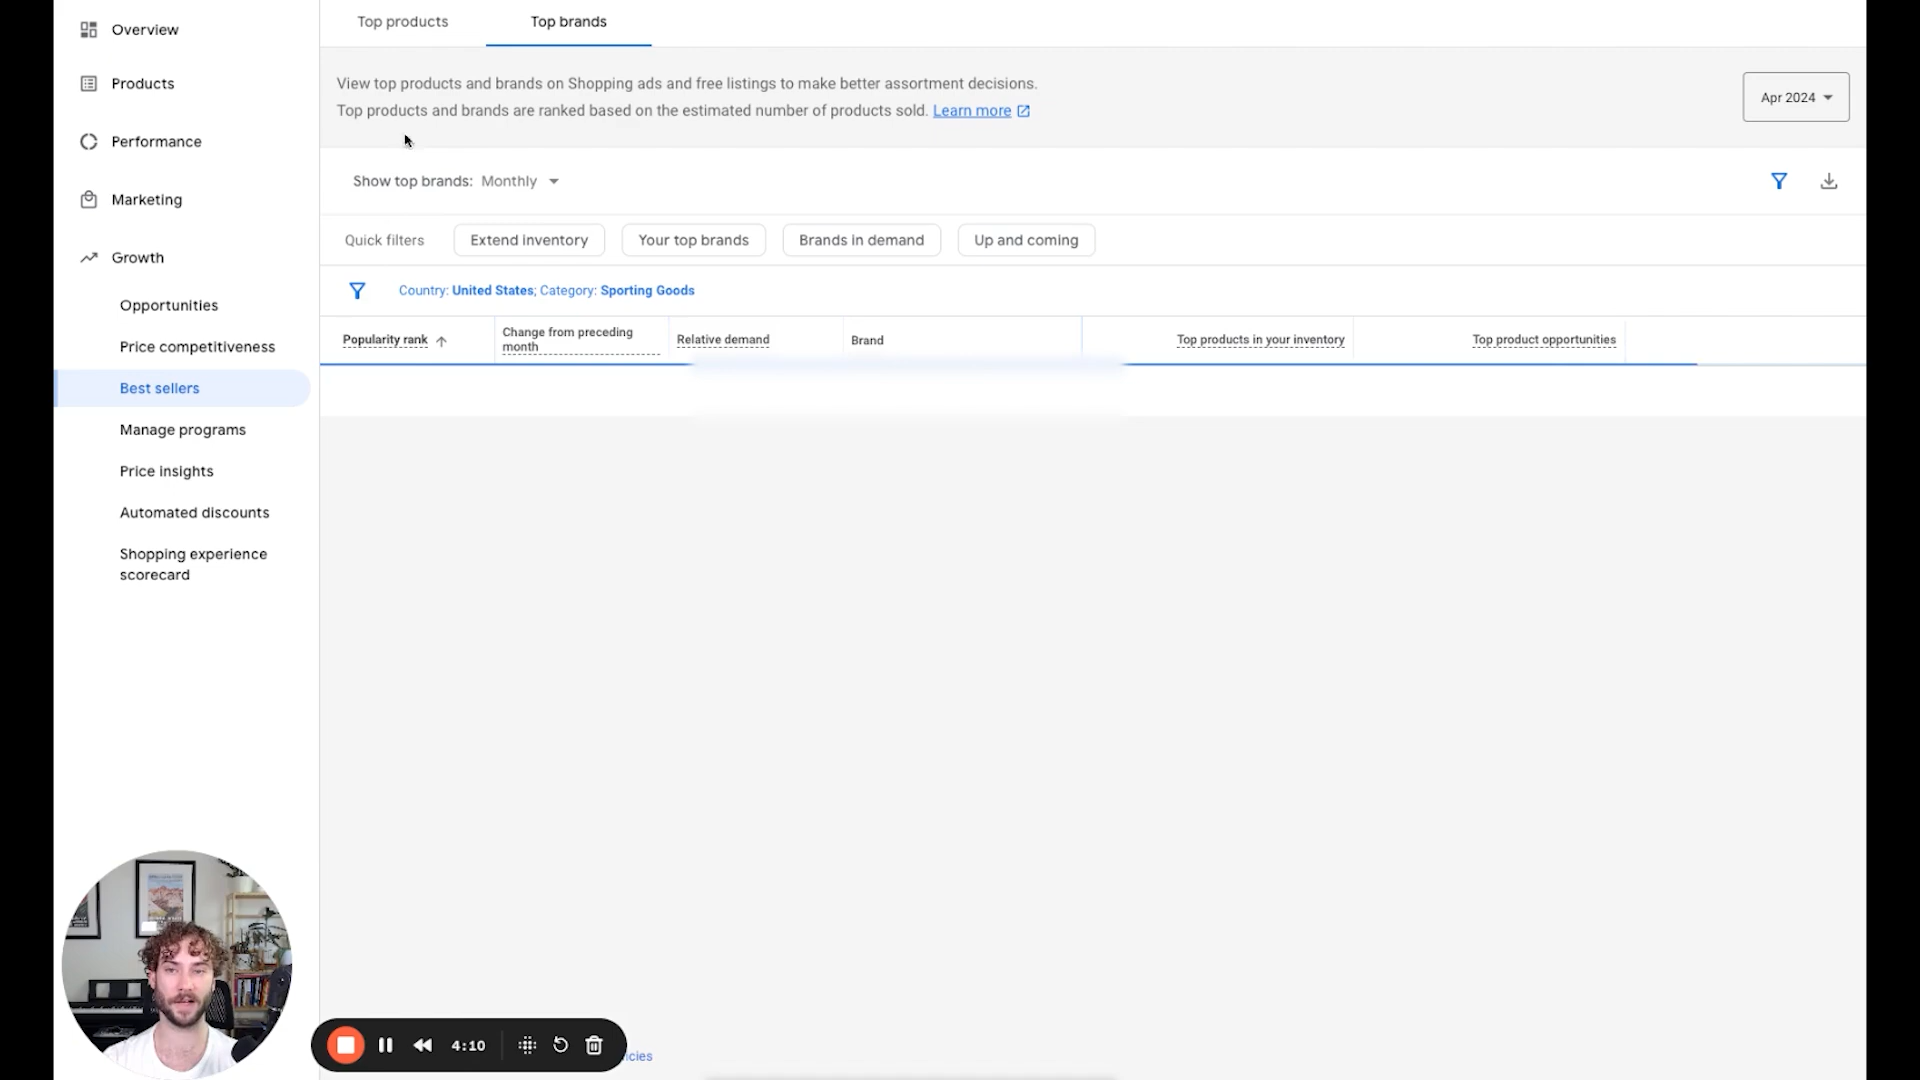 Overview
Products
Performance
Marketing
Growth
Opportunities
Price competitiveness
Best sellers
Manage programs
Price insights
Automated discounts
Shopping experience
scorecard
Top products
Top brands
View top products and brands on Shopping ads and free listings to make better assortment decisions.
Top products and brands are ranked based on the estimated number of products sold. Learn more
Apr 2024
Show top brands: Monthly
Quick filters
Extend inventory
Your top brands
Brands in demand
Up and coming
Country: United States; Category: Sporting Goods
Popularity rank
Change from preceding
month
Relative demand
Brand
Top products in your inventory
Top product opportunities
4:10